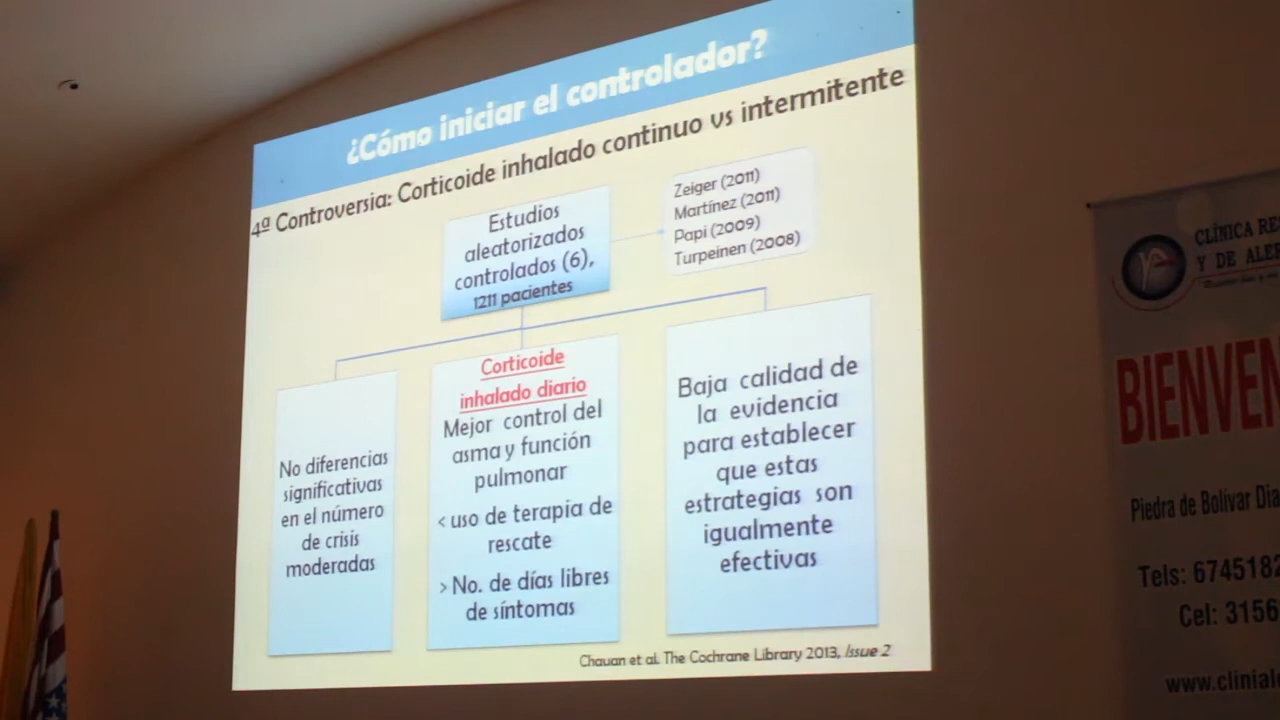 ¿Cómo iniciar el controlador?
4ª Controversia: Corticoide inhalado continuo vs intermitente
Estudios
aleatorizados
controlados (6),
1211 pacientes
Zeiger (2011)
Martínez (2011)
Papi (2009)
Turpeinen (2008)
No diferencias
significativas
en el número
de crisis
moderadas
Corticoide
inhalado diario
Mejor control del
asma y función
pulmonar
< uso de terapia de
rescate
> No. de días libres
de síntomas
Baja calidad de
la evidencia
para establecer
que estas
estrategias son
igualmente
efectivas
Chauan et al. The Cochrane Library 2013, Issue 2
CLÍNICA RE
Y DE ALE
BIENVEN
Piedra de Bolívar Dia
Tels: 6745182
Cel: 3156
www.clinial